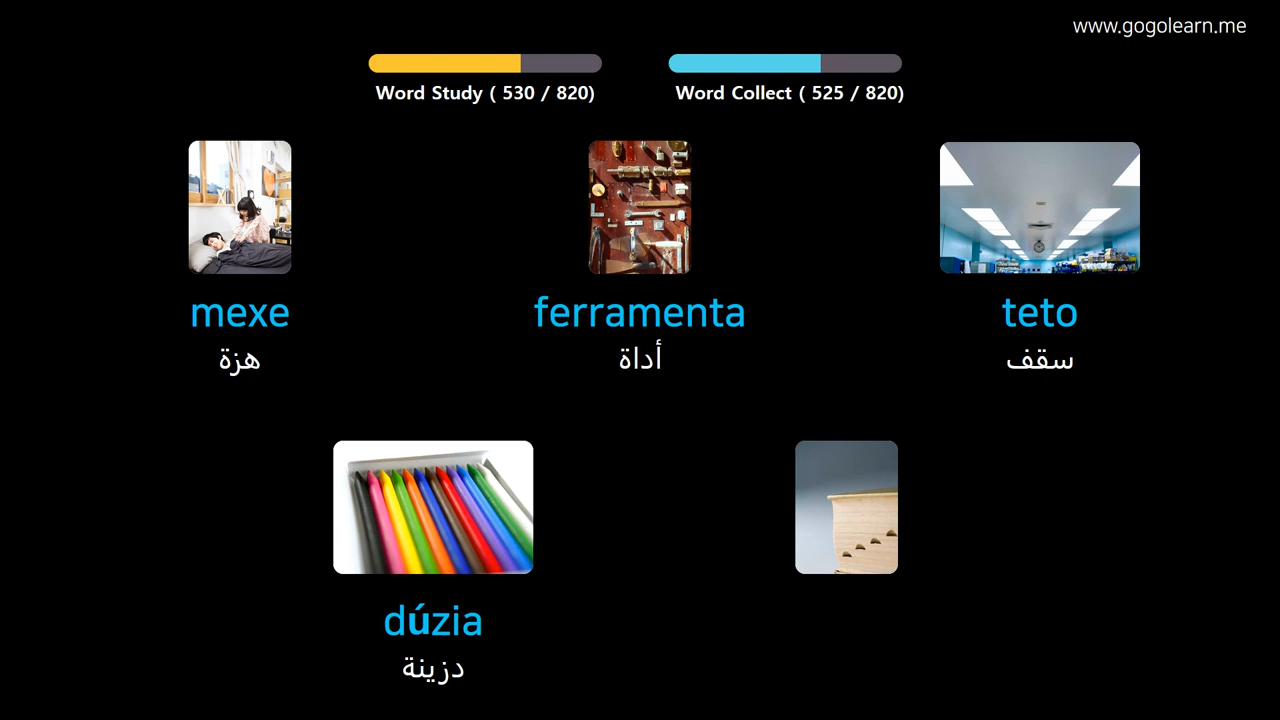 www.gogolearn.me
Word Study ( 530 / 820)
Word Collect ( 525 / 820)
mexe
هزة
ferramenta
أداة
teto
سقف
dúzia
دزينة